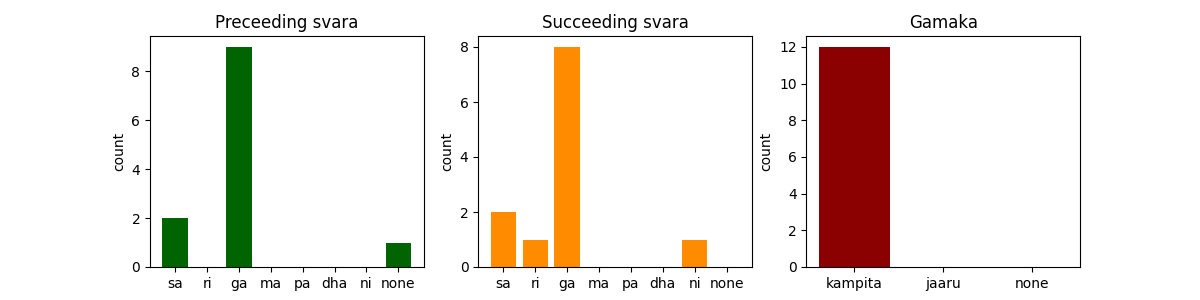 Preceeding svara
count
8
6
4
2
0
sa ri ga ma pa dha ni none
Succeeding svara
count
8
6
4
2
0
sa ri ga ma pa dha ni none
Gamaka
count
12
10
8
6
4
2
0
kampita jaaru none